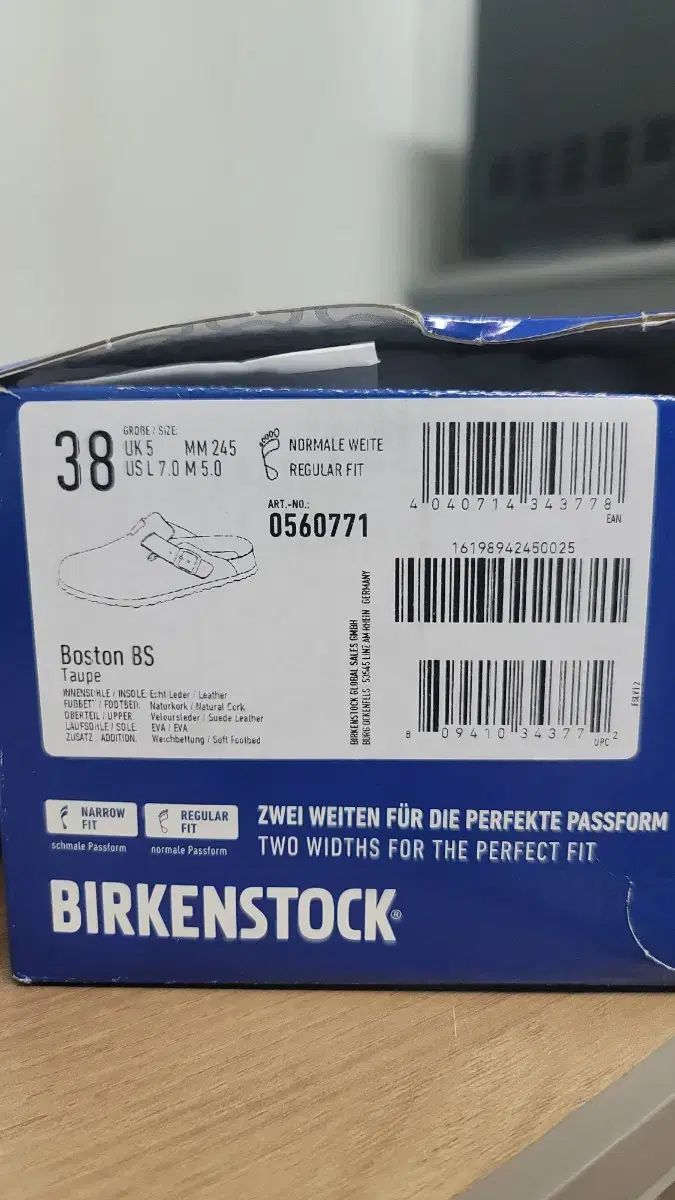 38
GRÖBE / SIZE:
UK 5 MM 245
US L 7.0 M 5.0
NORMALE WEITE
REGULAR FIT
ART.-NO.:
0560771
4 040714 343778
EAN
16198942450025
8 09410 34377 2
UPC
Boston BS
Taupe
INNENSOHLE / INSOLE: Echt Leder / Leather
FUßBETT / FOOTBED: Naturkork / Natural Cork
OBERTEIL / UPPER: Veloursleder / Suede Leather
LAUFSOHLE / SOLE: EVA / EVA
ZUSATZ / ADDITION: Weichbettung / Soft Footbed
BIRKENSTOCK GLOBAL SALES GMBH
BURG OCKENFELS 53545 LINZ AM RHEIN GERMANY
NARROW
FIT
schmale Passform
REGULAR
FIT
normale Passform
ZWEI WEITEN FÜR DIE PERFEKTE PASSFORM
TWO WIDTHS FOR THE PERFECT FIT
BIRKENSTOCK®